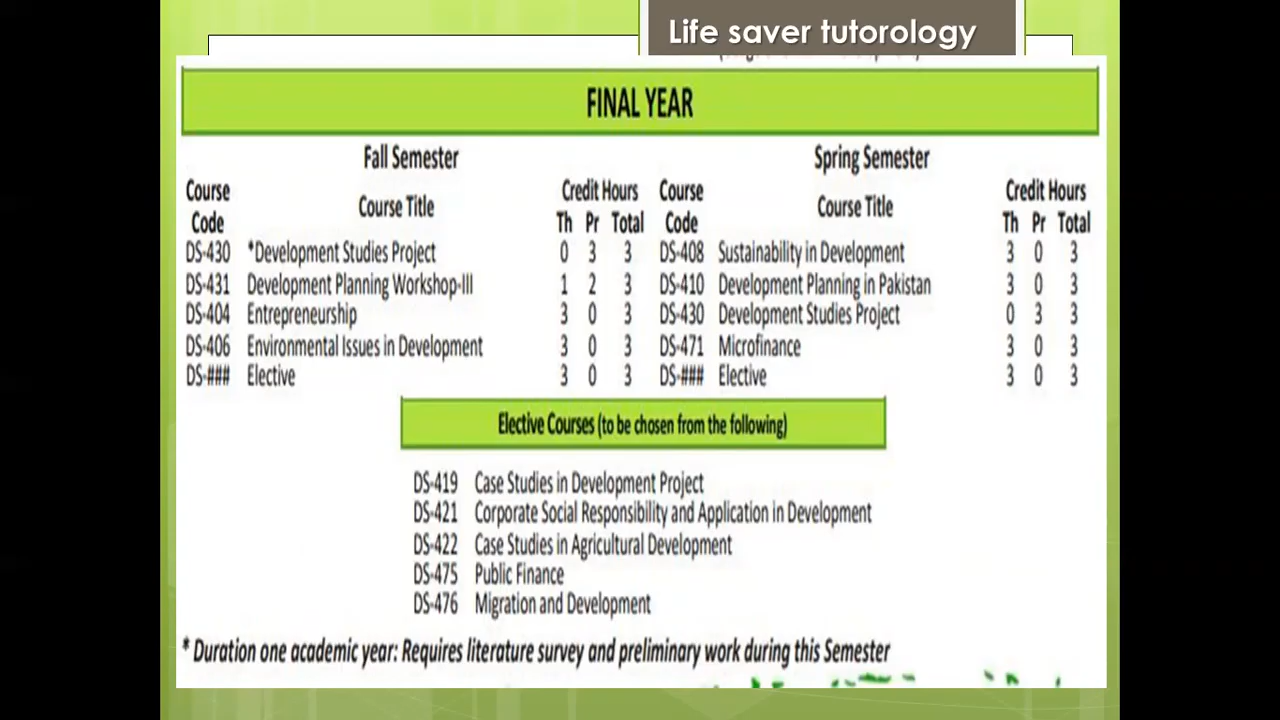 Life saver tutorology
FINAL YEAR
Fall Semester
Course Code Course Title Credit Hours
Th Pr Total
DS-430 *Development Studies Project 0 3 3
DS-431 Development Planning Workshop-III 1 2 3
DS-404 Entrepreneurship 3 0 3
DS-406 Environmental Issues in Development 3 0 3
DS-### Elective 3 0 3
Spring Semester
Course Code Course Title Credit Hours
Th Pr Total
DS-408 Sustainability in Development 3 0 3
DS-410 Development Planning in Pakistan 3 0 3
DS-430 Development Studies Project 0 3 3
DS-471 Microfinance 3 0 3
DS-### Elective 3 0 3
Elective Courses (to be chosen from the following)
DS-419 Case Studies in Development Project
DS-421 Corporate Social Responsibility and Application in Development
DS-422 Case Studies in Agricultural Development
DS-475 Public Finance
DS-476 Migration and Development
* Duration one academic year: Requires literature survey and preliminary work during this Semester